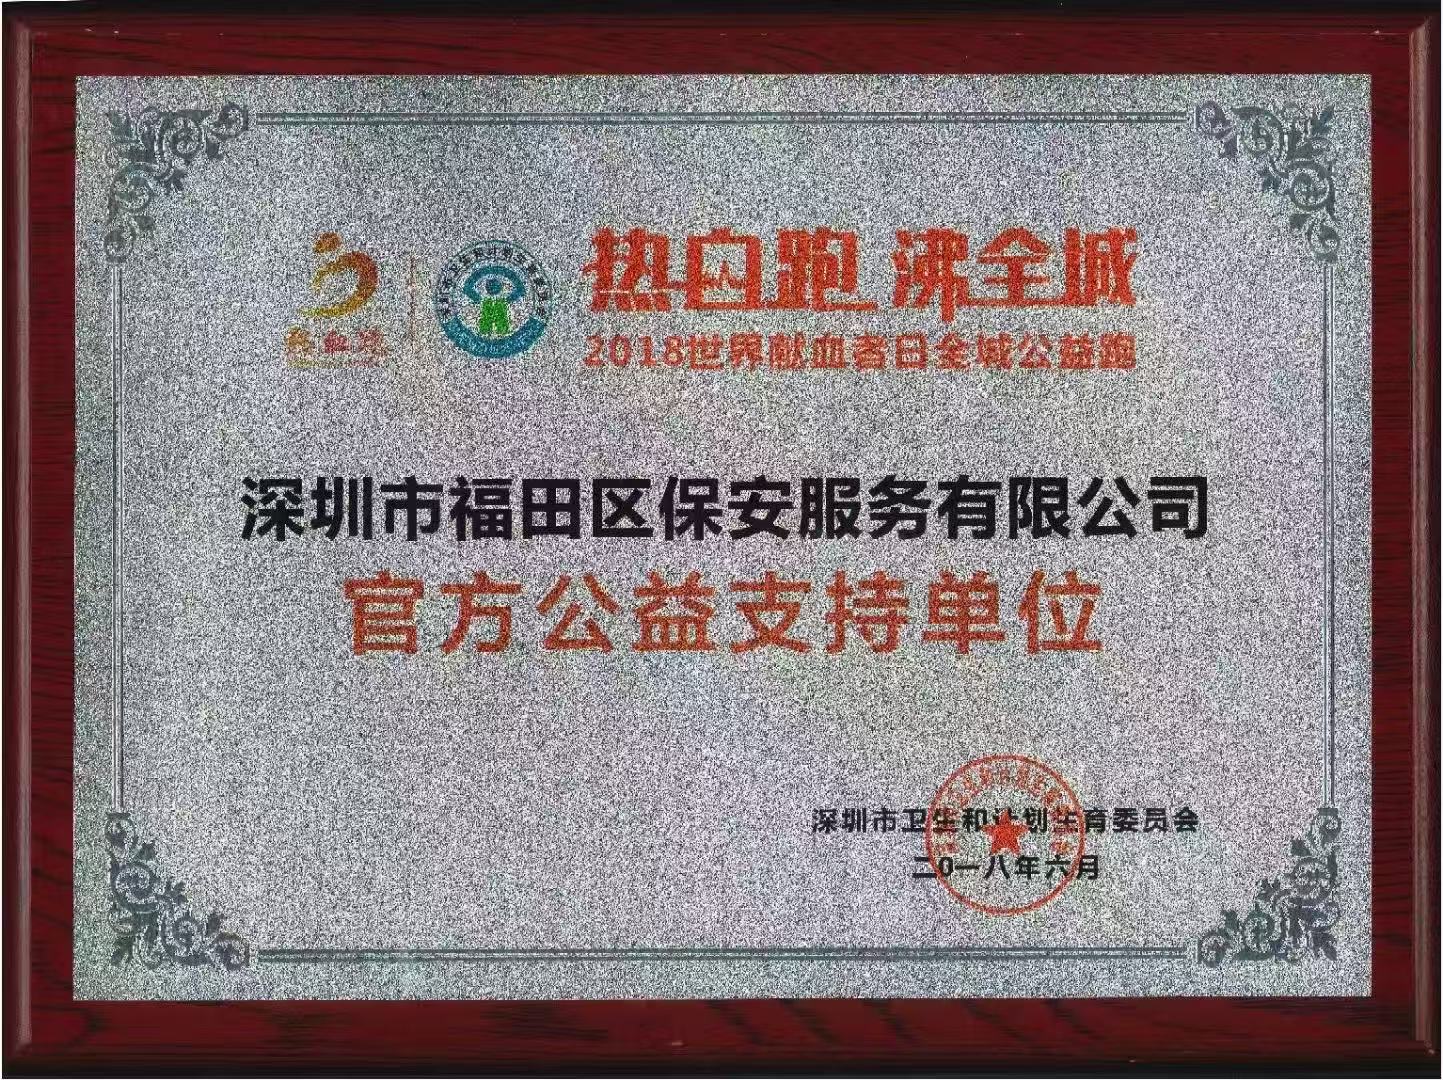 热血跑 沸全城
2018世界献血者日全城公益跑
深圳市福田区保安服务有限公司
官方公益支持单位
深圳市卫生和计划生育委员会
二0一八年六月